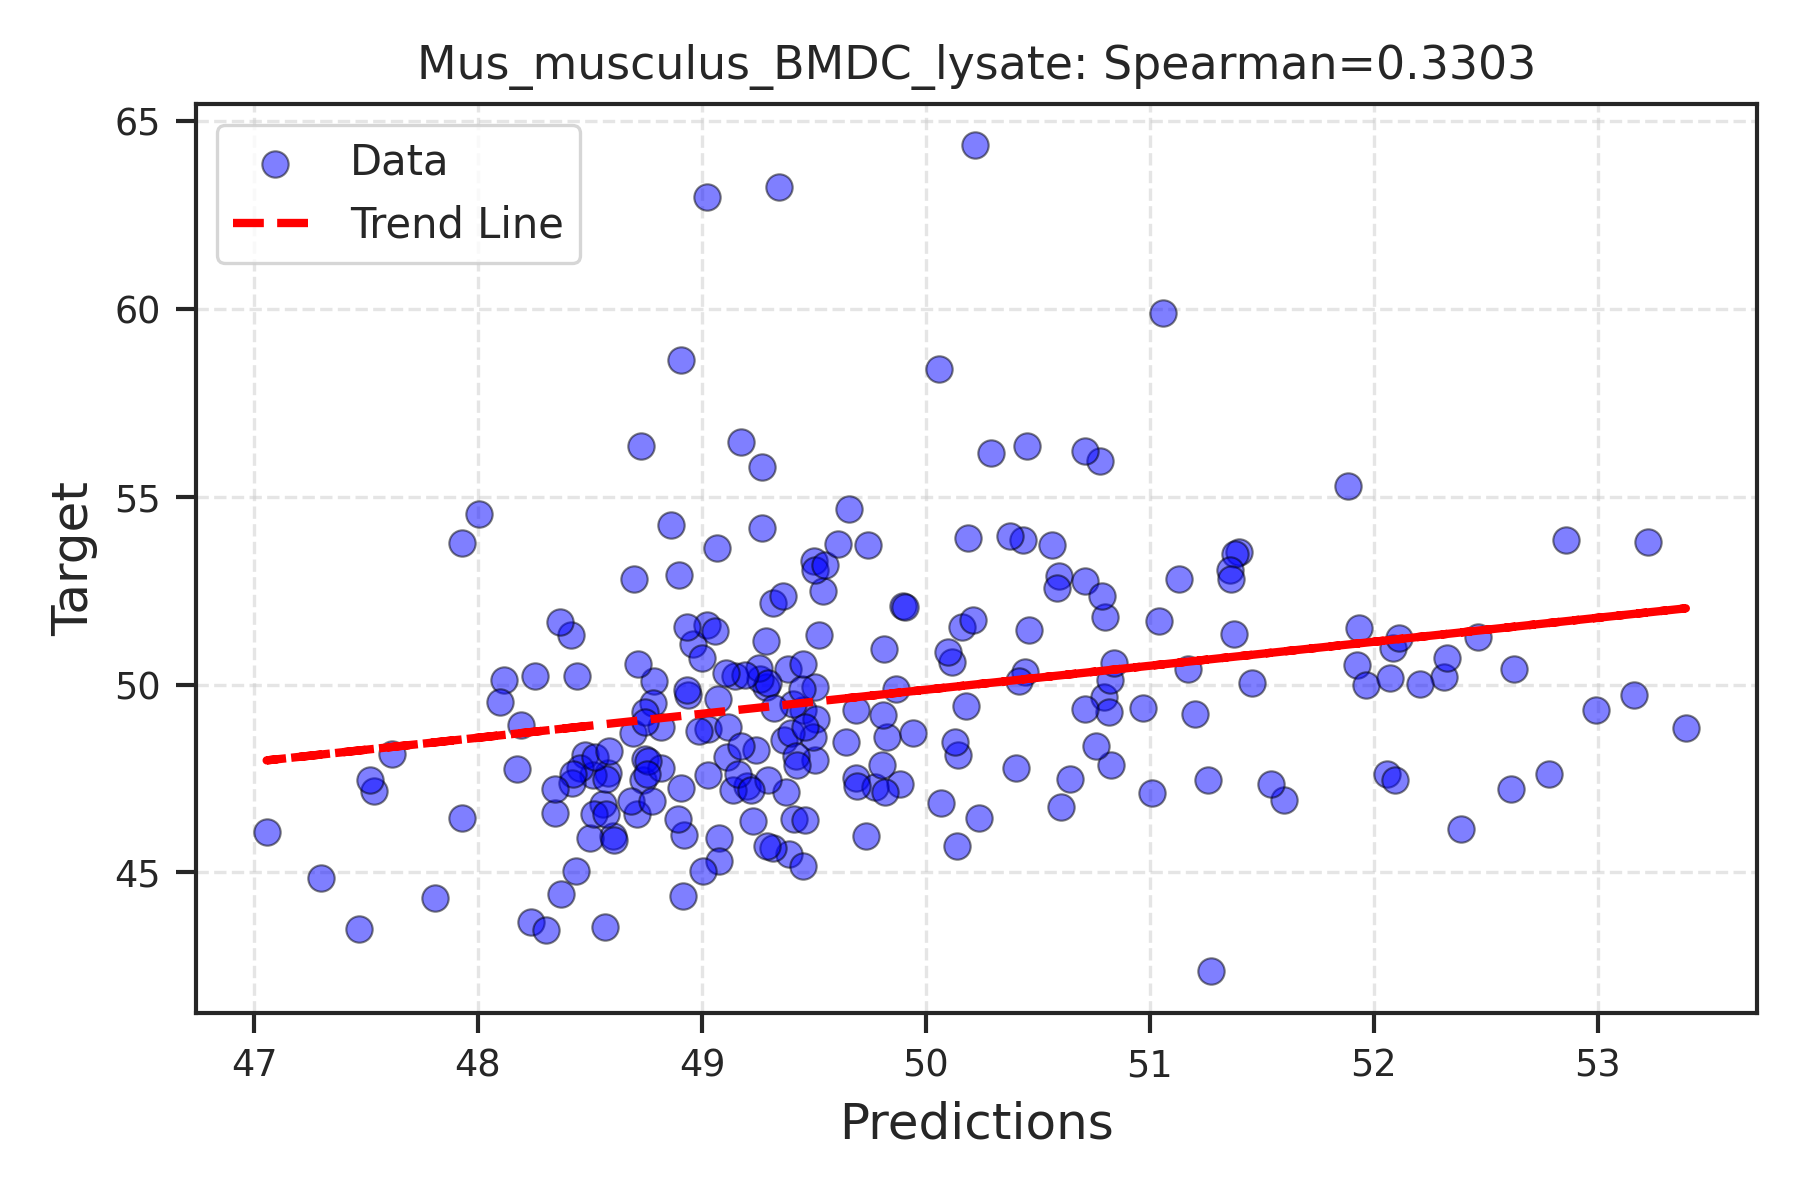 Mus_musculus_BMDC_lysate: Spearman=0.3303
Data
Trend Line
65
60
55
50
45
Target
47 48 49 50 51 52 53
Predictions